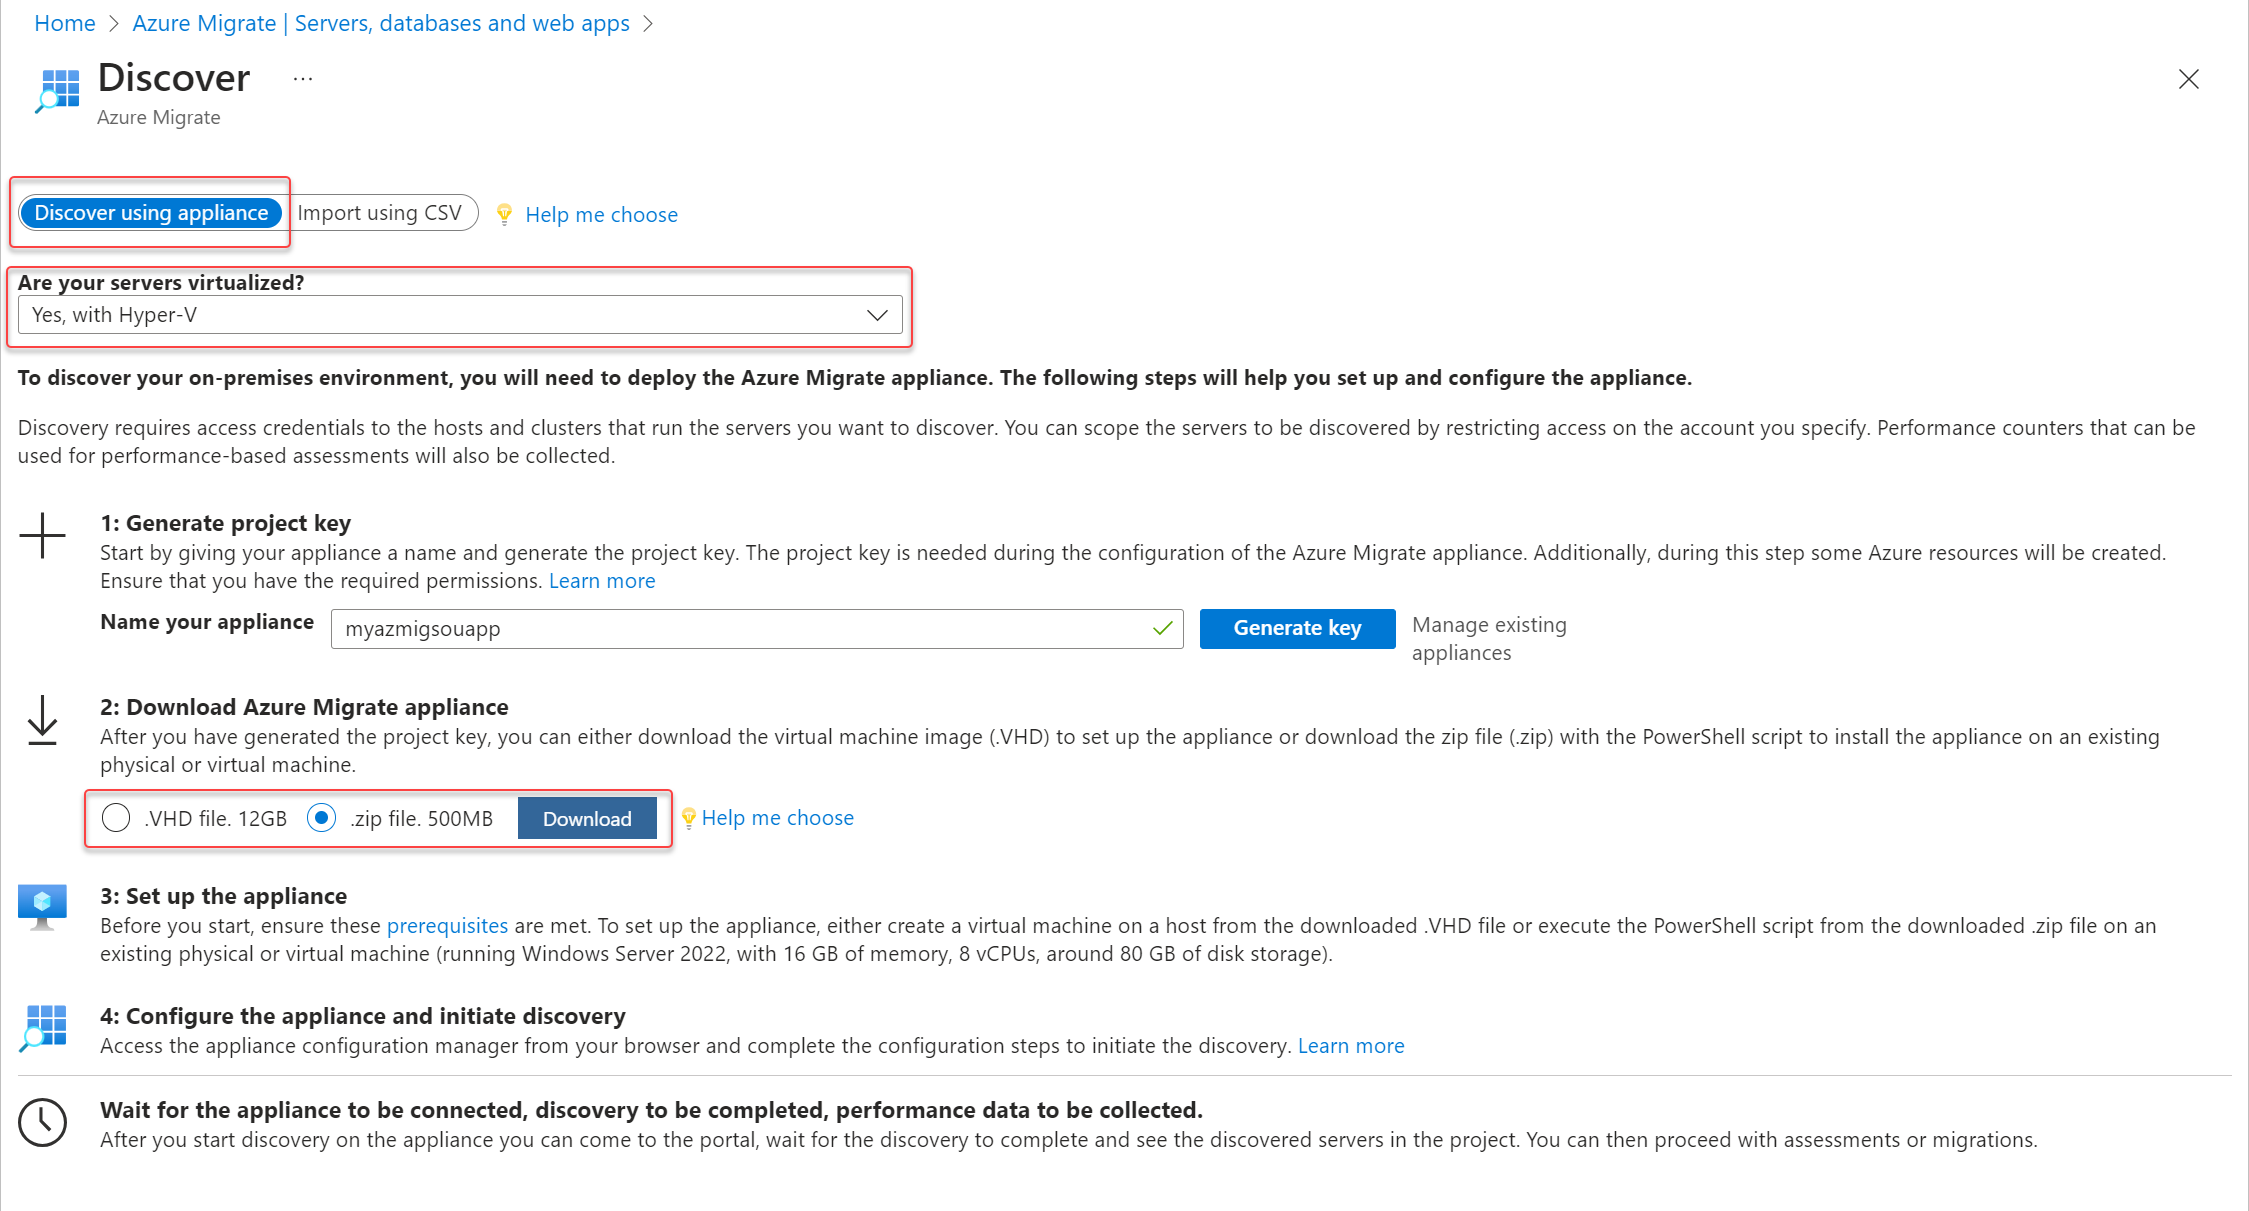 Home > Azure Migrate | Servers, databases and web apps >
Discover ...
Azure Migrate
Discover using appliance Import using CSV Help me choose
Are your servers virtualized?
Yes, with Hyper-V
To discover your on-premises environment, you will need to deploy the Azure Migrate appliance. The following steps will help you set up and configure the appliance.
Discovery requires access credentials to the hosts and clusters that run the servers you want to discover. You can scope the servers to be discovered by restricting access on the account you specify. Performance counters that can be
used for performance-based assessments will also be collected.
1: Generate project key
Start by giving your appliance a name and generate the project key. The project key is needed during the configuration of the Azure Migrate appliance. Additionally, during this step some Azure resources will be created.
Ensure that you have the required permissions. Learn more
Name your appliance myazmigsouapp Generate key Manage existing
appliances
2: Download Azure Migrate appliance
After you have generated the project key, you can either download the virtual machine image (.VHD) to set up the appliance or download the zip file (.zip) with the PowerShell script to install the appliance on an existing
physical or virtual machine.
.VHD file. 12GB .zip file. 500MB Download Help me choose
3: Set up the appliance
Before you start, ensure these prerequisites are met. To set up the appliance, either create a virtual machine on a host from the downloaded .VHD file or execute the PowerShell script from the downloaded .zip file on an
existing physical or virtual machine (running Windows Server 2022, with 16 GB of memory, 8 vCPUs, around 80 GB of disk storage).
4: Configure the appliance and initiate discovery
Access the appliance configuration manager from your browser and complete the configuration steps to initiate the discovery. Learn more
Wait for the appliance to be connected, discovery to be completed, performance data to be collected.
After you start discovery on the appliance you can come to the portal, wait for the discovery to complete and see the discovered servers in the project. You can then proceed with assessments or migrations.